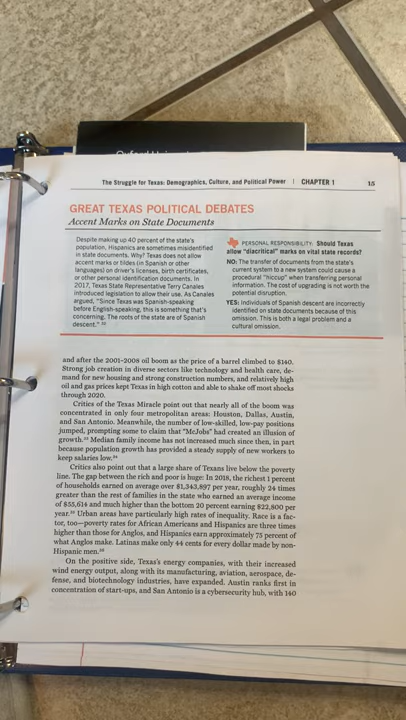 The Struggle for Texas: Demographics, Culture, and Political Power | CHAPTER 1 15
GREAT TEXAS POLITICAL DEBATES
Accent Marks on State Documents
Despite making up 40 percent of the state's
population, Hispanics are sometimes misidentified
in state documents. Why? Texas does not allow
accent marks or tildes (in Spanish or other
languages) on driver's licenses, birth certificates,
or other personal identification documents. In
2017, Texas State Representative Terry Canales
introduced legislation to allow their use. As Canales
argued, "Since Texas was Spanish-speaking
before English-speaking, this is something that's
concerning. The roots of the state are of Spanish
descent."
PERSONAL RESPONSIBILITY: Should Texas
allow "diacritical" marks on vital state records?
NO: The transfer of documents from the state's
current system to a new system could cause a
procedural "hiccup" when transferring personal
information. The cost of upgrading is not worth the
potential disruption.
YES: Individuals of Spanish descent are incorrectly
identified on state documents because of this
omission. This is both a legal problem and a
cultural omission.
and after the 2001–2008 oil boom as the price of a barrel climbed to $140.
Strong job creation in diverse sectors like technology and health care, de-
mand for new housing and strong construction numbers, and relatively high
oil and gas prices kept Texas in high cotton and able to shake off most shocks
through 2020.
Critics of the Texas Miracle point out that nearly all of the boom was
concentrated in only four metropolitan areas: Houston, Dallas, Austin,
and San Antonio. Meanwhile, the number of low-skilled, low-pay positions
jumped, prompting some to claim that "McJobs" had created an illusion of
growth. Median family income has not increased much since then, in part
because population growth has provided a steady supply of new workers to
keep salaries low.
Critics also point out that a large share of Texans live below the poverty
line. The gap between the rich and poor is huge: In 2018, the richest 1 percent
of households earned on average over $1,343,897 per year, roughly 24 times
greater than the rest of families in the state who earned an average income
of $55,614 and much higher than the bottom 20 percent earning $22,800 per
year. Urban areas have particularly high rates of inequality. Race is a fac-
tor, too—poverty rates for African Americans and Hispanics are three times
higher than those for Anglos, and Hispanics earn approximately 75 percent of
what Anglos make. Latinas make only 44 cents for every dollar made by non-
Hispanic men.
On the positive side, Texas's energy companies, with their increased
wind energy output, along with its manufacturing, aviation, aerospace, de-
fense, and biotechnology industries, have expanded. Austin ranks first in
concentration of start-ups, and San Antonio is a cybersecurity hub, with 140